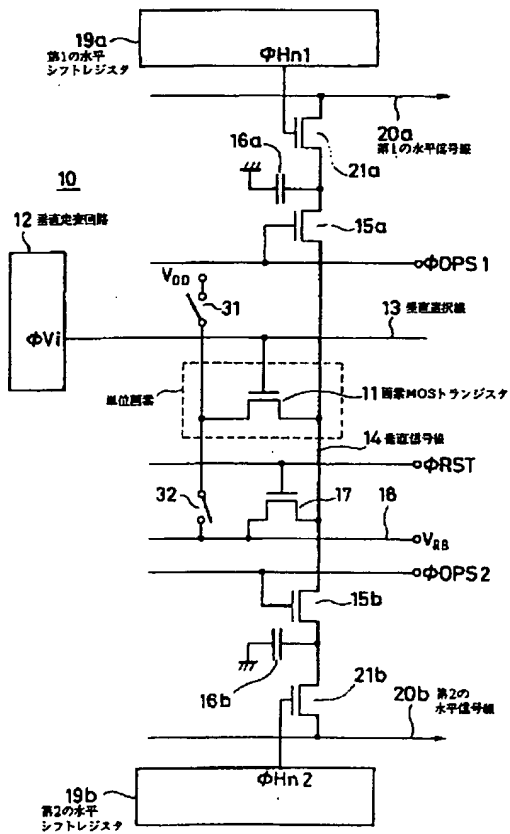 19a
第1の水平
シフトレジスタ
ΦHn1
20a
第1の水平信号線
16a
21a
10
15a
12 垂直走査回路
ΦOPS1
VDD
31
13 垂直選択線
ΦVi
単位画素
11 画素MOSトランジスタ
14 垂直信号線
ΦRST
32
17
18
VRB
ΦOPS2
15b
16b
21b
20b 第2の
水平信号線
ΦHn2
19b
第2の水平
シフトレジスタ